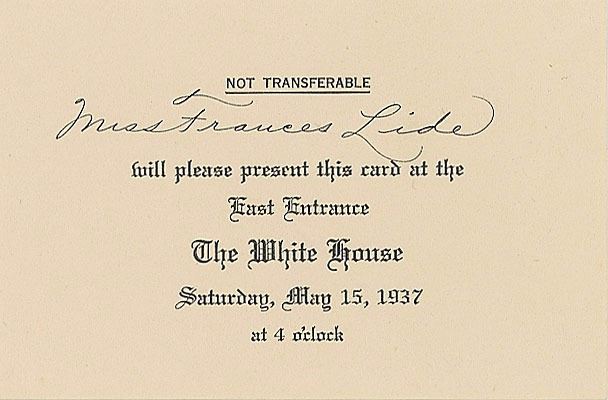 NOT TRANSFERABLE
Miss Frances Lide
will please present this card at the
East Entrance
The White House
Saturday, May 15, 1937
at 4 o'clock